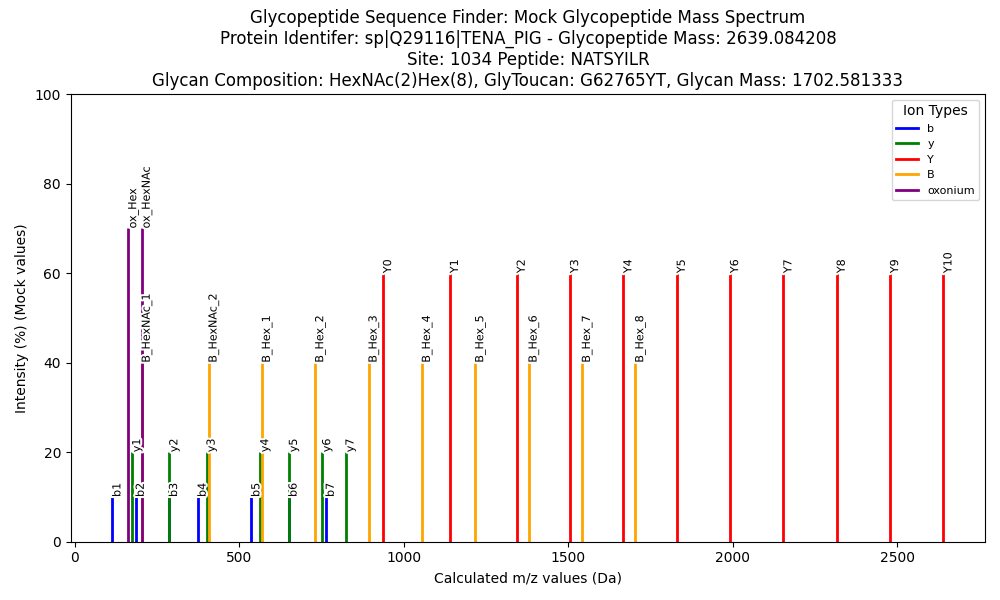 Glycopeptide Sequence Finder: Mock Glycopeptide Mass Spectrum
Protein Identifer: sp|Q29116|TENA_PIG - Glycopeptide Mass: 2639.084208
Site: 1034 Peptide: NATSYILR
Glycan Composition: HexNAc(2)Hex(8), GlyToucan: G62765YT, Glycan Mass: 1702.581333
Intensity (%) (Mock values)
100
80
60
40
20
0
Ion Types
b
y
Y
B
oxonium
ox_Hex
ox_HexNAc
B_HexNAc_1
B_HexNAc_2
B_Hex_1
B_Hex_2
B_Hex_3
B_Hex_4
B_Hex_5
B_Hex_6
B_Hex_7
B_Hex_8
Y0
Y1
Y2
Y3
Y4
Y5
Y6
Y7
Y8
Y9
Y10
y1
y2
y3
y4
y5
y6
y7
b1
b2
b3
b4
b5
b6
b7
0
500
1000
1500
2000
2500
Calculated m/z values (Da)